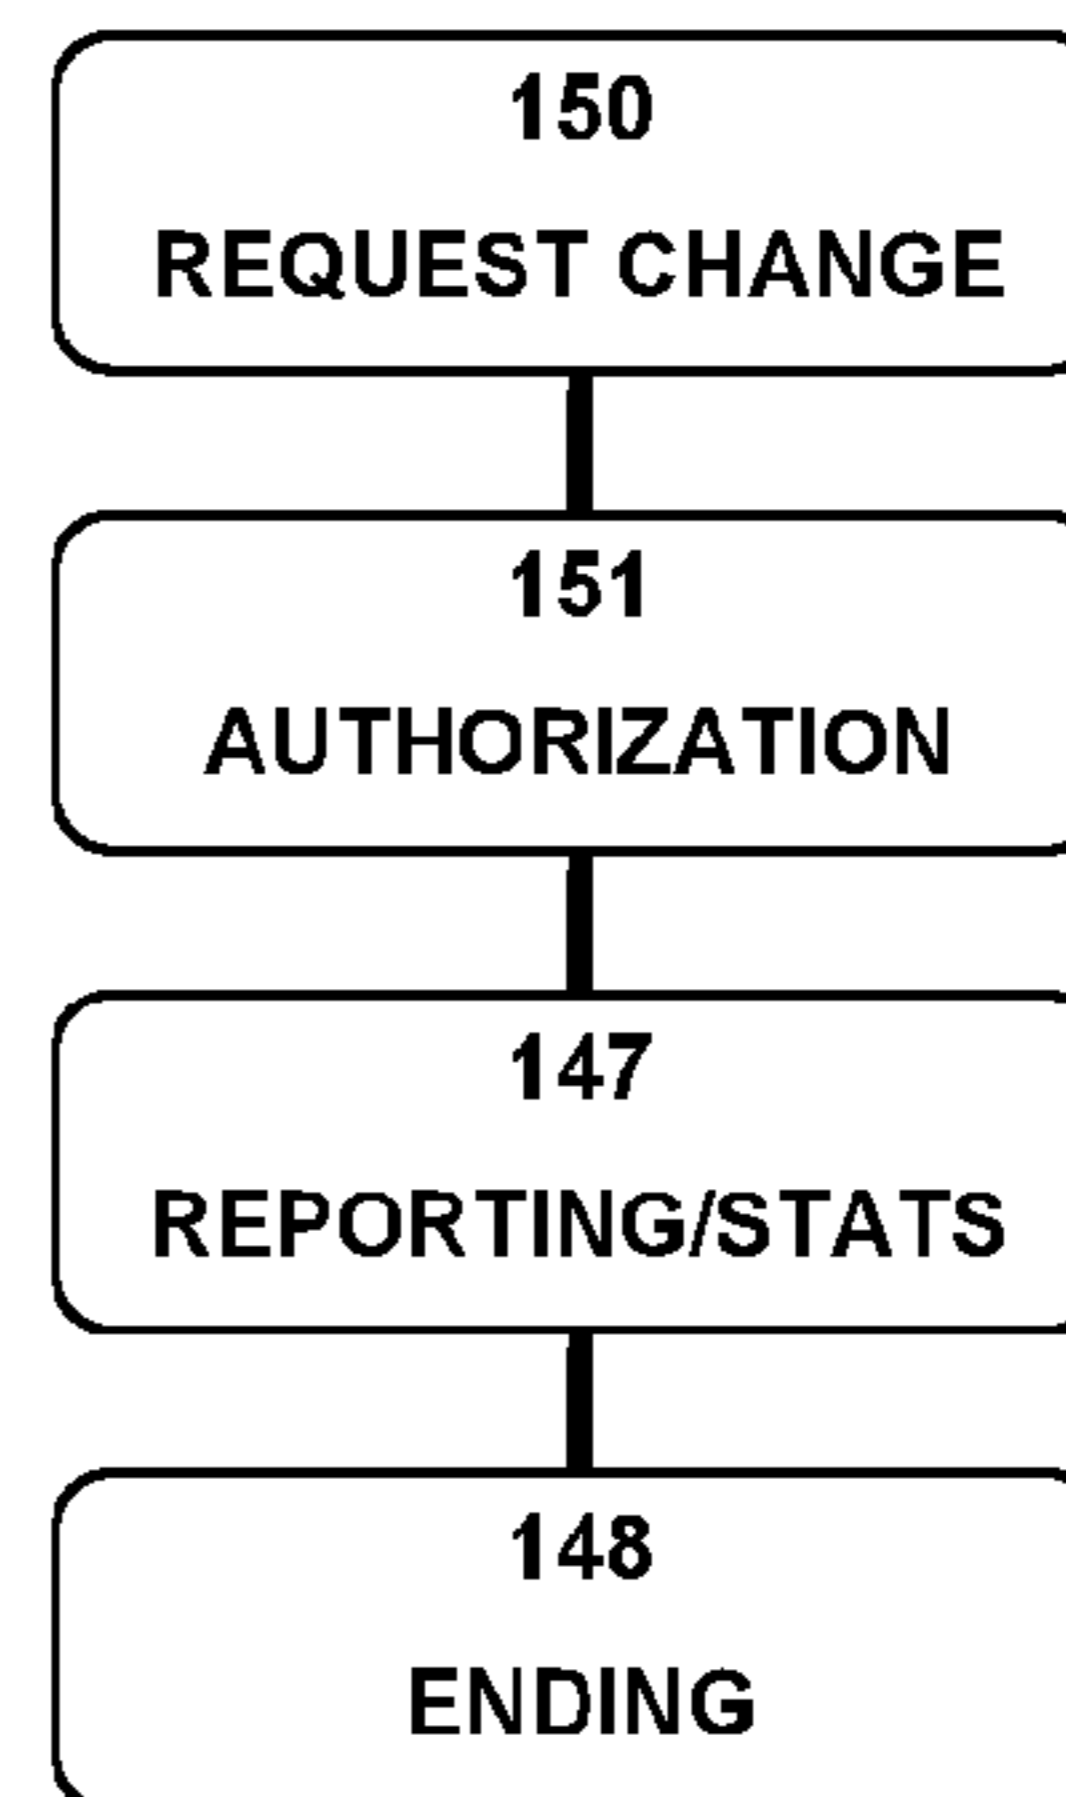 150
REQUEST CHANGE
151
AUTHORIZATION
147
REPORTING/STATS
148
ENDING